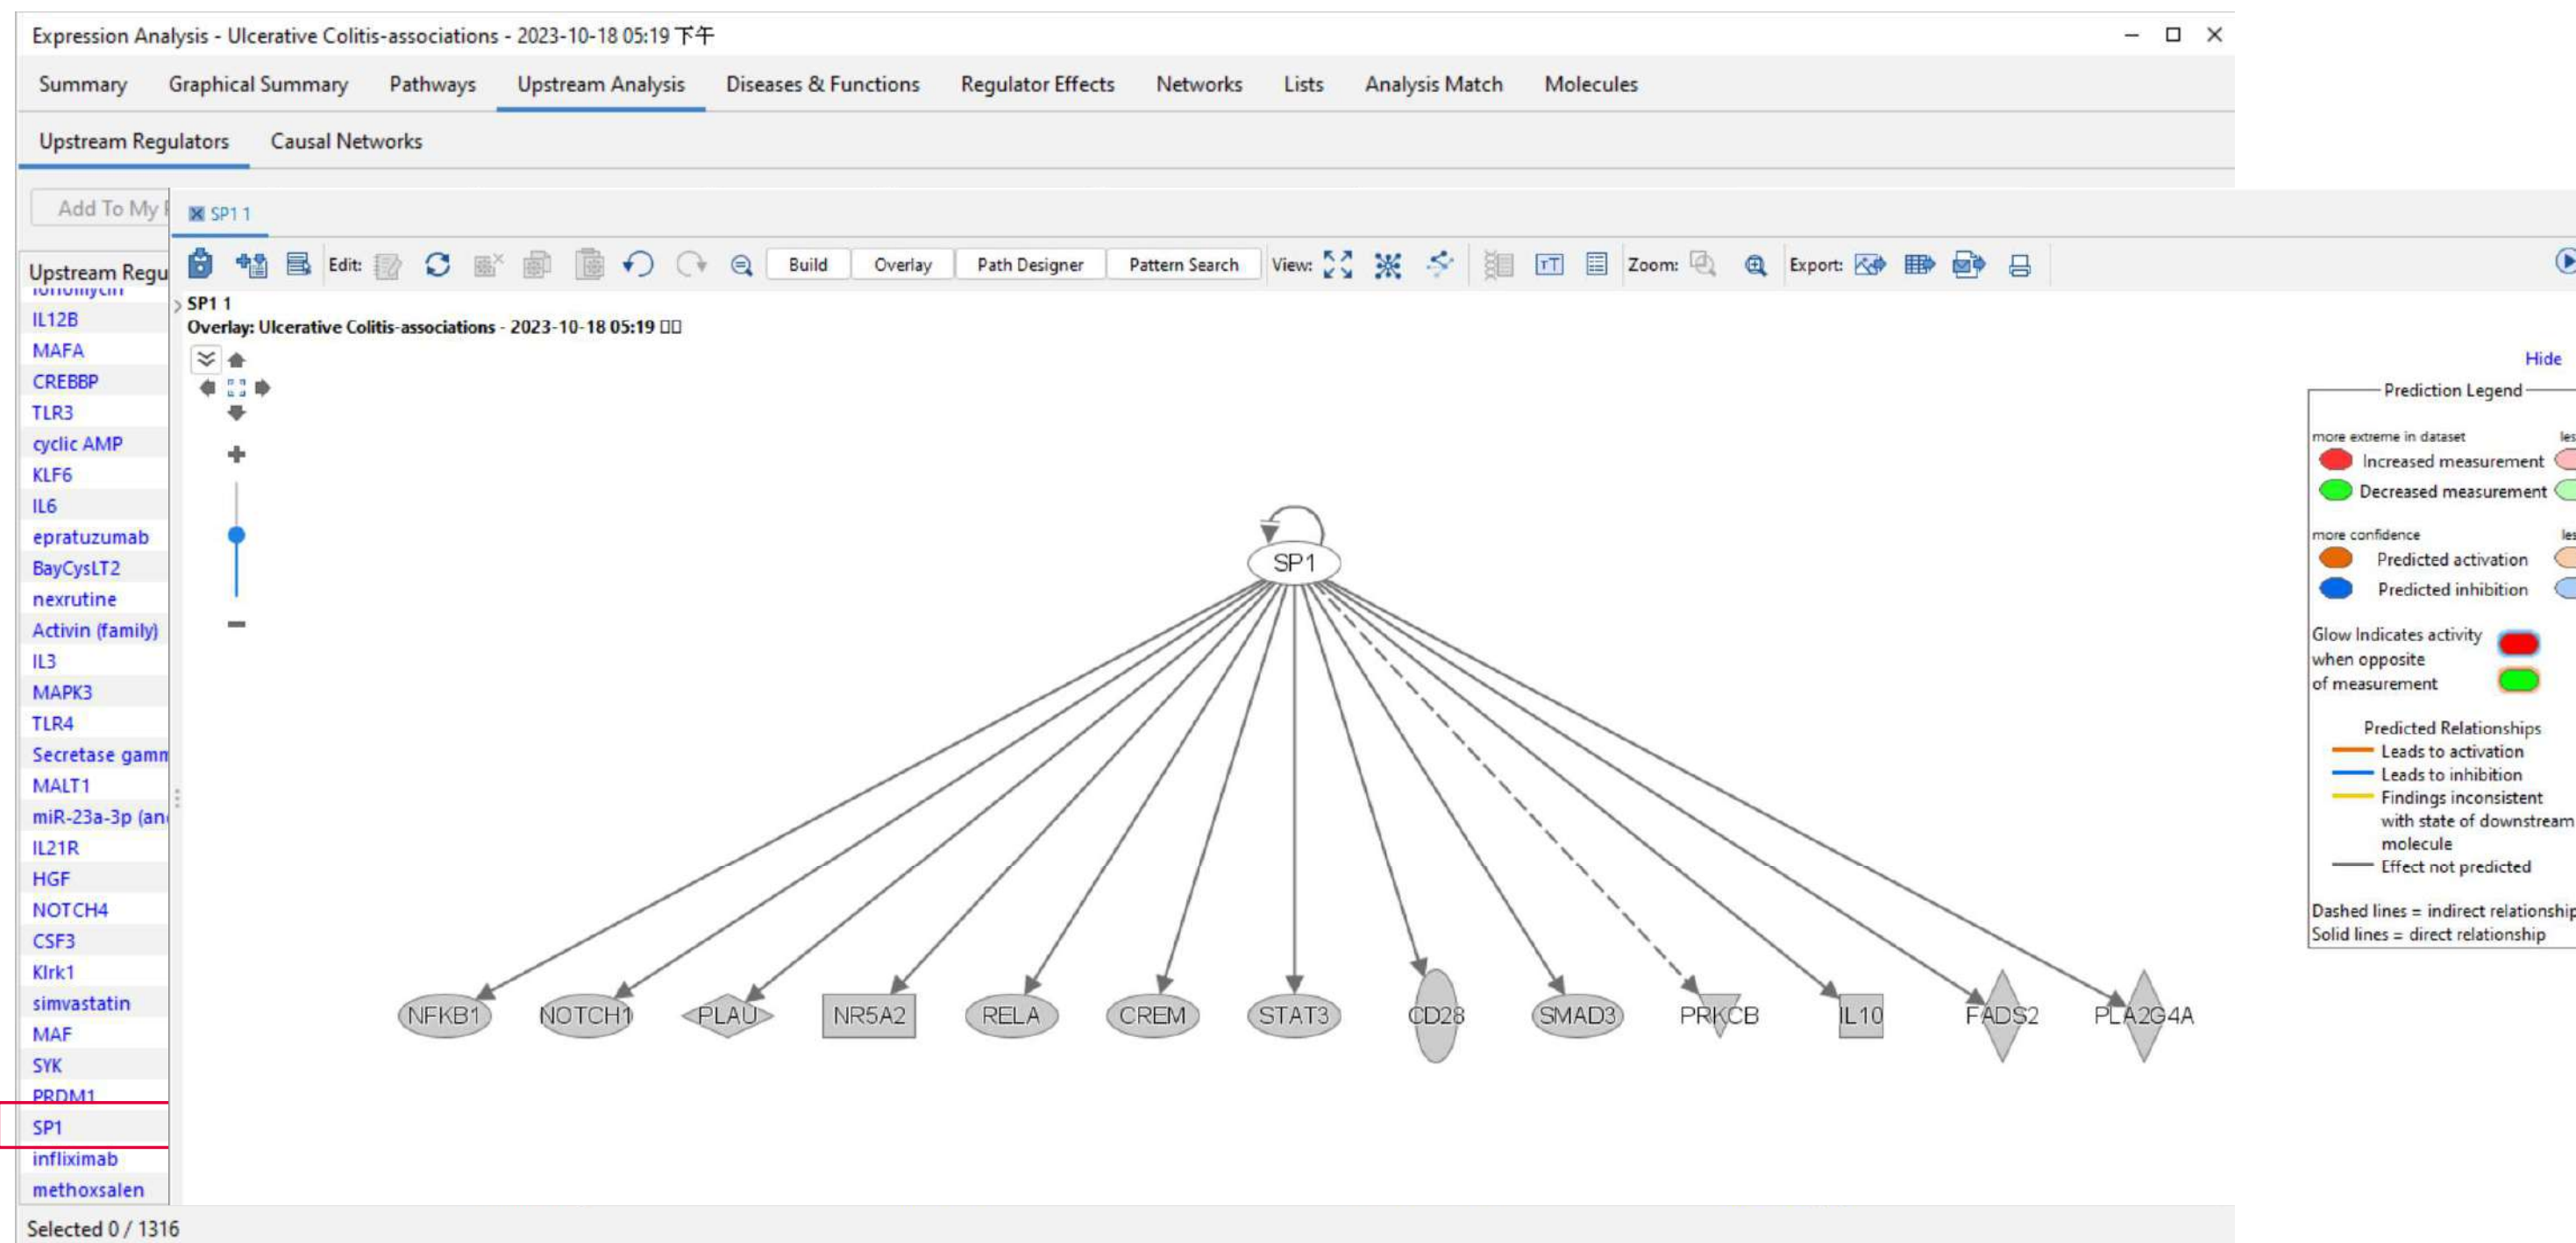 Expression Analysis - Ulcerative Colitis-associations - 2023-10-18 05:19 下午
Summary Graphical Summary Pathways Upstream Analysis Diseases & Functions Regulator Effects Networks Lists Analysis Match Molecules
Upstream Regulators Causal Networks
Add To My
SP1 1
Edit: Build Overlay Path Designer Pattern Search View: Zoom: Export:
Upstream Regu
SP1 1
Overlay: Ulcerative Colitis-associations - 2023-10-18 05:19
IL12B
MAFA
CREBBP
TLR3
cyclic AMP
KLF6
IL6
epratuzumab
BayCysLT2
nexrutine
Activin (family)
IL3
MAPK3
TLR4
Secretase gamm
MALT1
miR-23a-3p (an
IL21R
HGF
NOTCH4
CSF3
Klrk1
simvastatin
MAF
SYK
PRDM1
SP1
infliximab
methoxsalen
Selected 0 / 1316
SP1
NFKB1 NOTCH1 PLAU NR5A2 RELA CREM STAT3 CD28 SMAD3 PRKCB IL10 FADS2 PLA2G4A
Hide
Prediction Legend
more extreme in dataset les
Increased measurement
Decreased measurement
more confidence les
Predicted activation
Predicted inhibition
Glow Indicates activity
when opposite
of measurement
Predicted Relationships
Leads to activation
Leads to inhibition
Findings inconsistent
with state of downstream
molecule
Effect not predicted
Dashed lines = indirect relationship
Solid lines = direct relationship